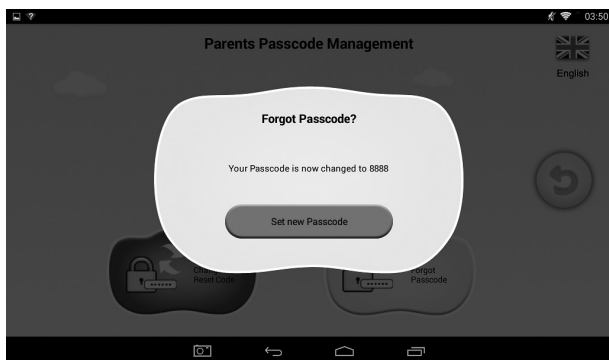 03:50
Parents Passcode Management
English
Forgot Passcode?
Your Passcode is now changed to 8888
Set new Passcode
Change
Reset Code
Forgot
Passcode